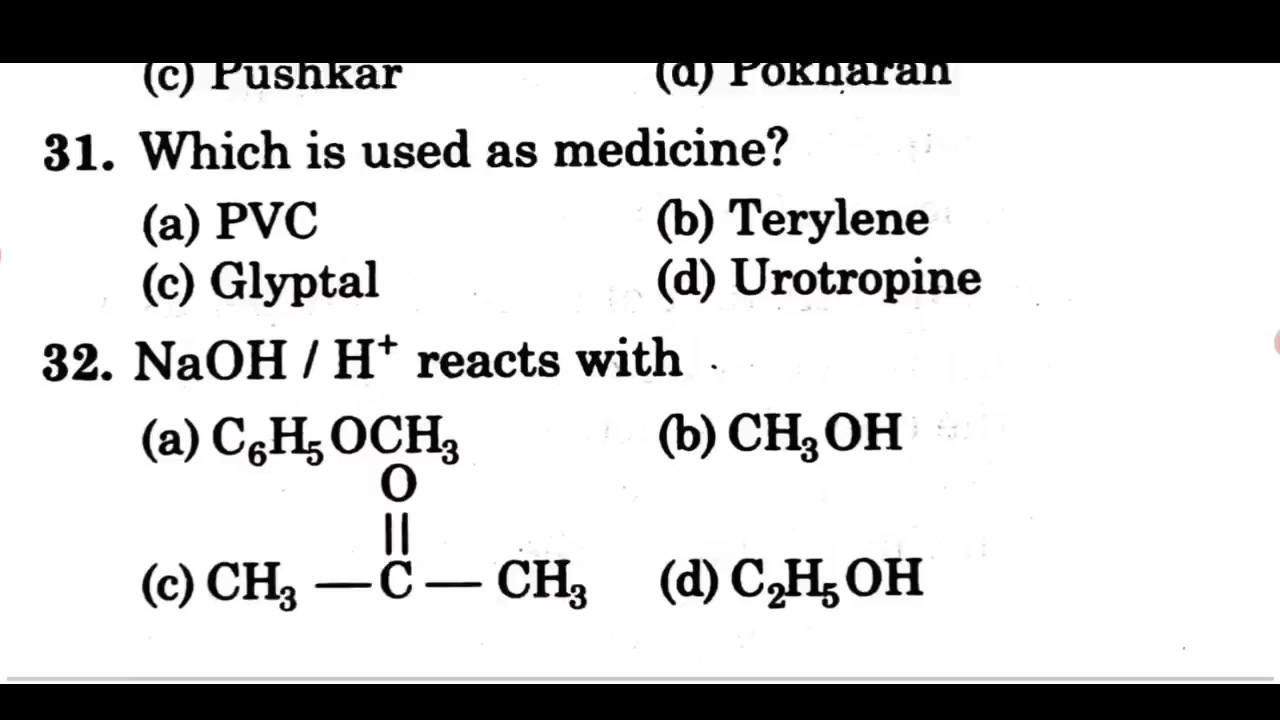 (c) Pushkar (d) Pokharan
31. Which is used as medicine?
(a) PVC (b) Terylene
(c) Glyptal (d) Urotropine
32. NaOH / H⁺ reacts with
(a) C₆H₅OCH₃ (b) CH₃OH
O
||
(c) CH₃ — C — CH₃ (d) C₂H₅OH